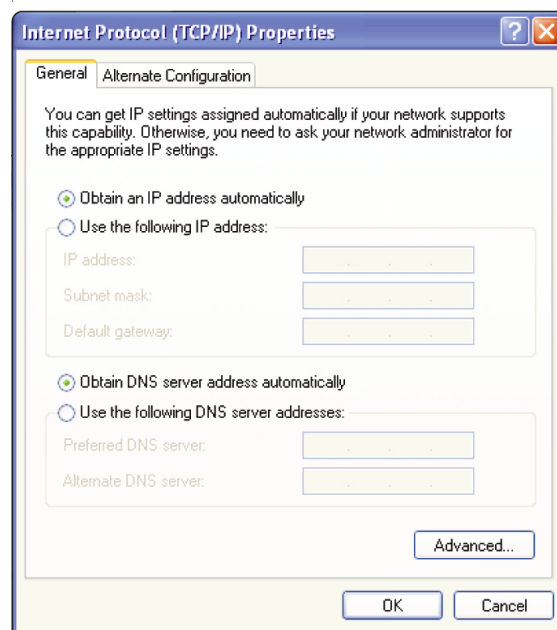 Internet Protocol (TCP/IP) Properties
General Alternate Configuration
You can get IP settings assigned automatically if your network supports
this capability. Otherwise, you need to ask your network administrator for
the appropriate IP settings.
Obtain an IP address automatically
Use the following IP address:
IP address:
Subnet mask:
Default gateway:
Obtain DNS server address automatically
Use the following DNS server addresses:
Preferred DNS server:
Alternate DNS server:
Advanced...
OK Cancel